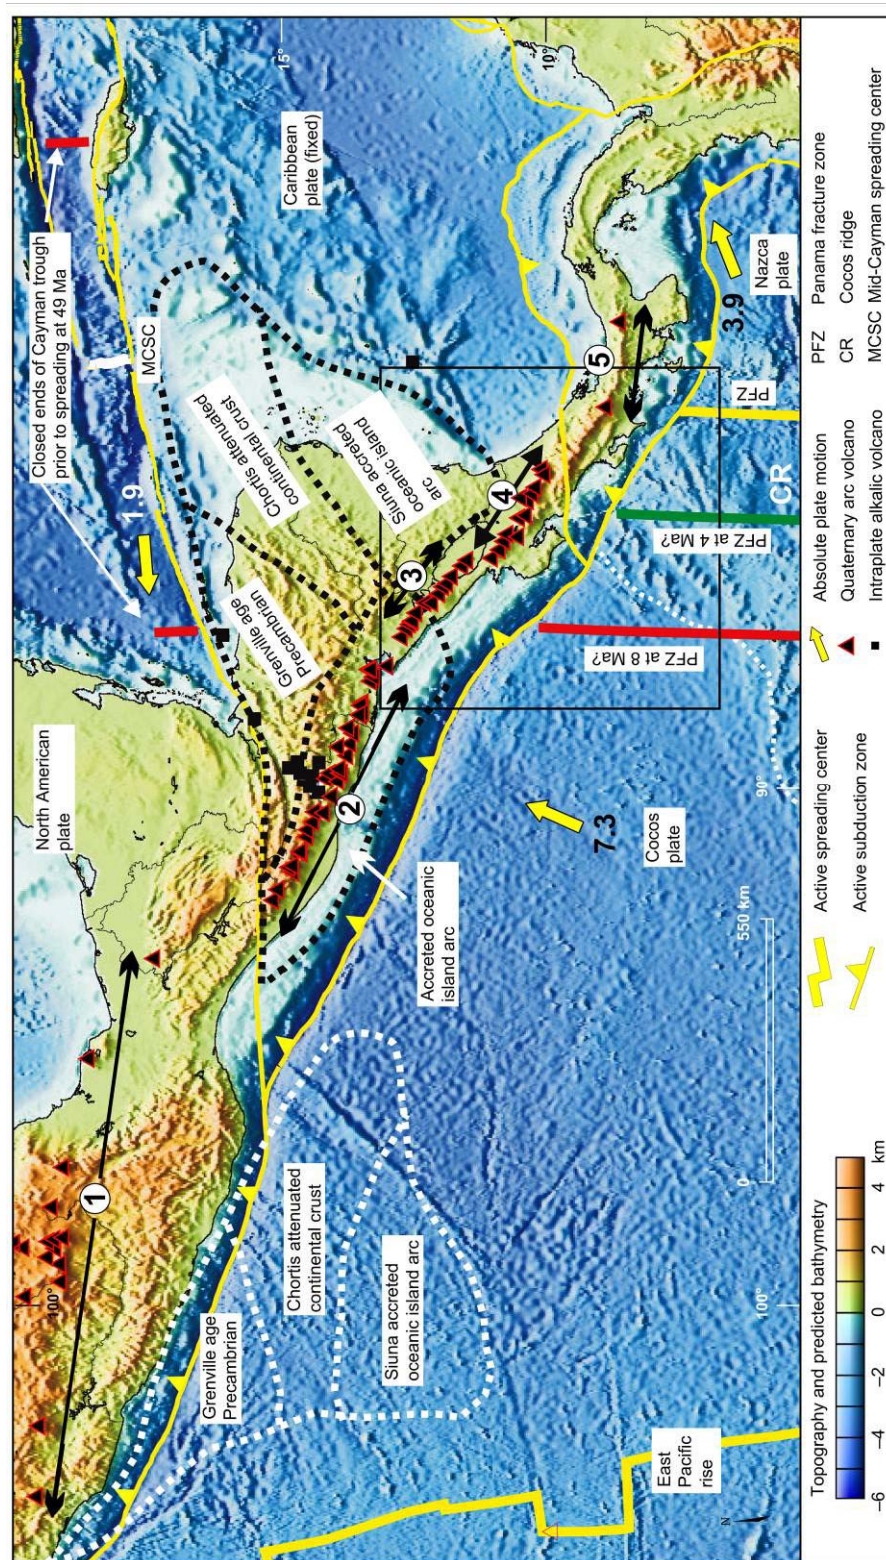 Closed ends of Cayman trough
prior to spreading at 49 Ma
North American
plate
1.9
MCSC
15°
Caribbean
plate (fixed)
100°
1
Grenville age
Precambrian
Chortis attenuated
continental crust
Siuna accreted
oceanic island
arc
2
3
4
5
10°
Accreted oceanic
island arc
Grenville age
Precambrian
Chortis attenuated
continental crust
Siuna accreted
oceanic island arc
7.3
Cocos
plate
PFZ at 8 Ma?
PFZ at 4 Ma?
PFZ
CR
3.9
Nazca
plate
East
Pacific
rise
N
100°
0
550 km
90°
Topography and predicted bathymetry
–6
–4
–2
0
2
4
km
Active spreading center
Active subduction zone
Absolute plate motion
Quaternary arc volcano
Intraplate alkalic volcano
PFZ Panama fracture zone
CR Cocos ridge
MCSC Mid-Cayman spreading center